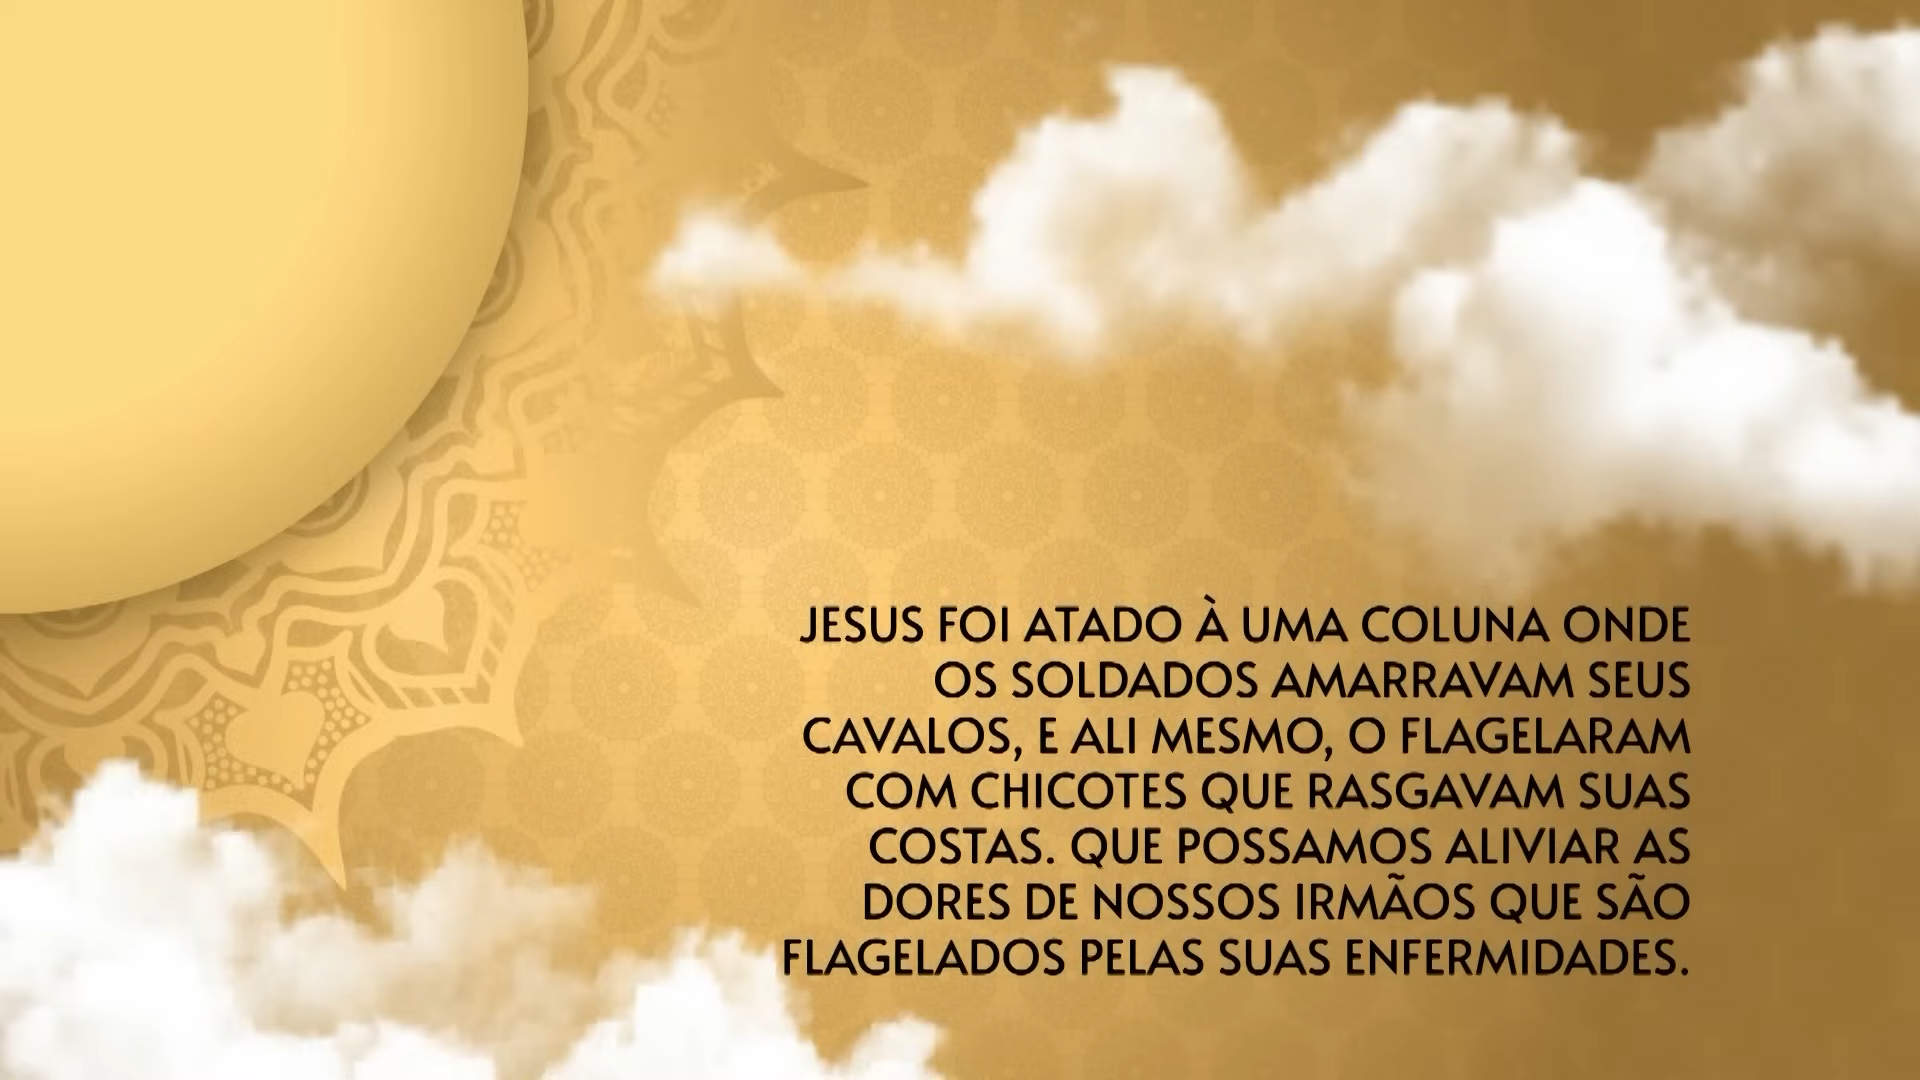 JESUS FOI ATADO À UMA COLUNA ONDE
OS SOLDADOS AMARRAVAM SEUS
CAVALOS, E ALI MESMO, O FLAGELARAM
COM CHICOTES QUE RASGAVAM SUAS
COSTAS. QUE POSSAMOS ALIVIAR AS
DORES DE NOSSOS IRMÃOS QUE SÃO
FLAGELADOS PELAS SUAS ENFERMIDADES.